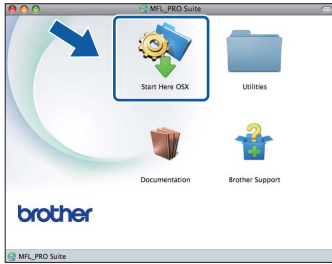 MFL_PRO Suite
Start Here OSX
Utilities
Documentation
Brother Support
brother
MFL_PRO Suite